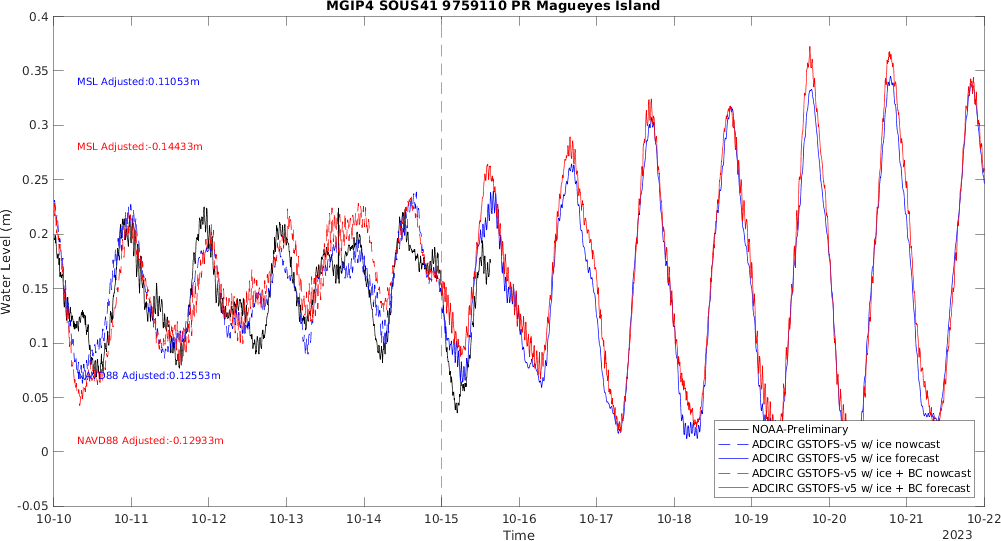 MGIP4 SOUS41 9759110 PR Magueyes Island
0.4
0.35
0.3
0.25
0.2
0.15
0.1
0.05
0
-0.05
Water Level (m)
MSL Adjusted:0.11053m
MSL Adjusted:-0.14433m
NAVD88 Adjusted:0.12553m
NAVD88 Adjusted:-0.12933m
NOAA-Preliminary
ADCIRC GSTOFS-v5 w/ ice nowcast
ADCIRC GSTOFS-v5 w/ ice forecast
ADCIRC GSTOFS-v5 w/ ice + BC nowcast
ADCIRC GSTOFS-v5 w/ ice + BC forecast
10-10 10-11 10-12 10-13 10-14 10-15 10-16 10-17 10-18 10-19 10-20 10-21 10-22
Time
2023